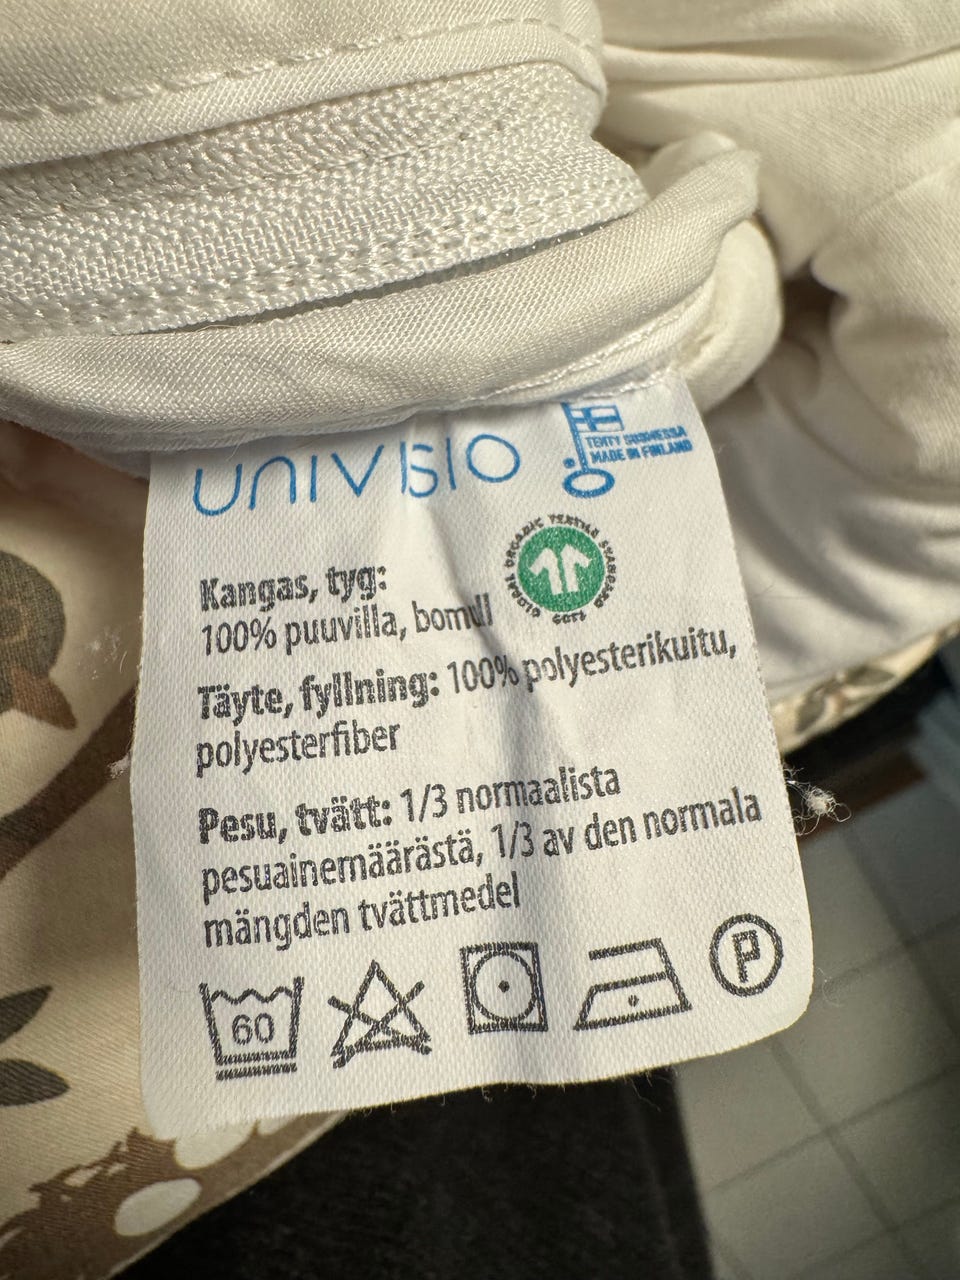 UNIVISIO
TEHTY SUOMESSA
MADE IN FINLAND
GLOBAL ORGANIC TEXTILE STANDARD
GOTS
Kangas, tyg:
100% puuvilla, bomull
Täyte, fyllning: 100% polyesterikuitu,
polyesterfiber
Pesu, tvätt: 1/3 normaalista
pesuainemäärästä, 1/3 av den normala
mängden tvättmedel
60
P